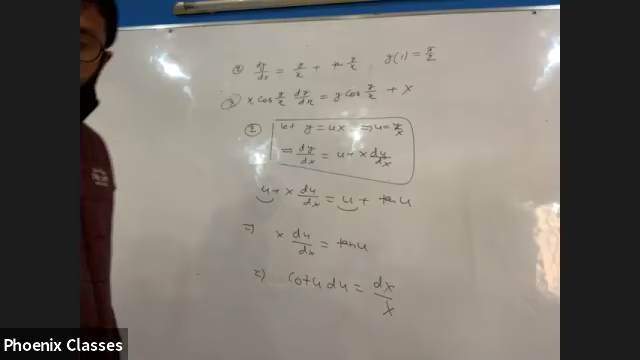 ② dy/dx = y/x + tan y/x y(1) = π/2
③ x cos y/x dy/dx = y cos y/x + x
② let y = ux ⇒ u = y/x
⇒ dy/dx = u + x du/dx
u + x du/dx = u + tan u
⇒ x du/dx = tan u
⇒ cot u du = dx/x
Phoenix Classes